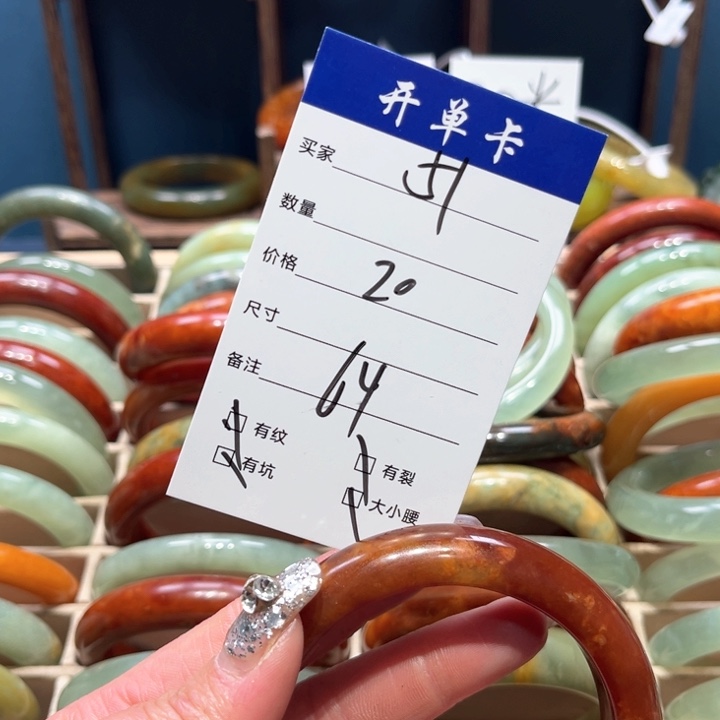 开单卡
买家
数量
价格 20
尺寸
备注 64
有纹 有裂
有坑 大小腰